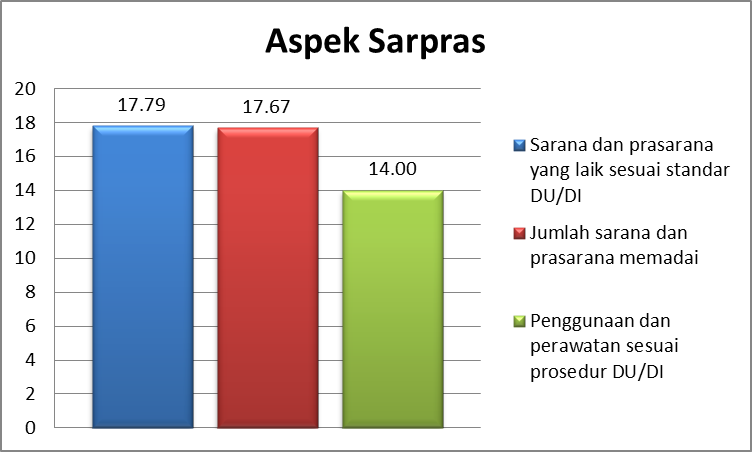 Aspek Sarpras
20
18
16
14
12
10
8
6
4
2
0
17.79
17.67
14.00
Sarana dan prasarana
yang laik sesuai standar
DU/DI
Jumlah sarana dan
prasarana memadai
Penggunaan dan
perawatan sesuai
prosedur DU/DI